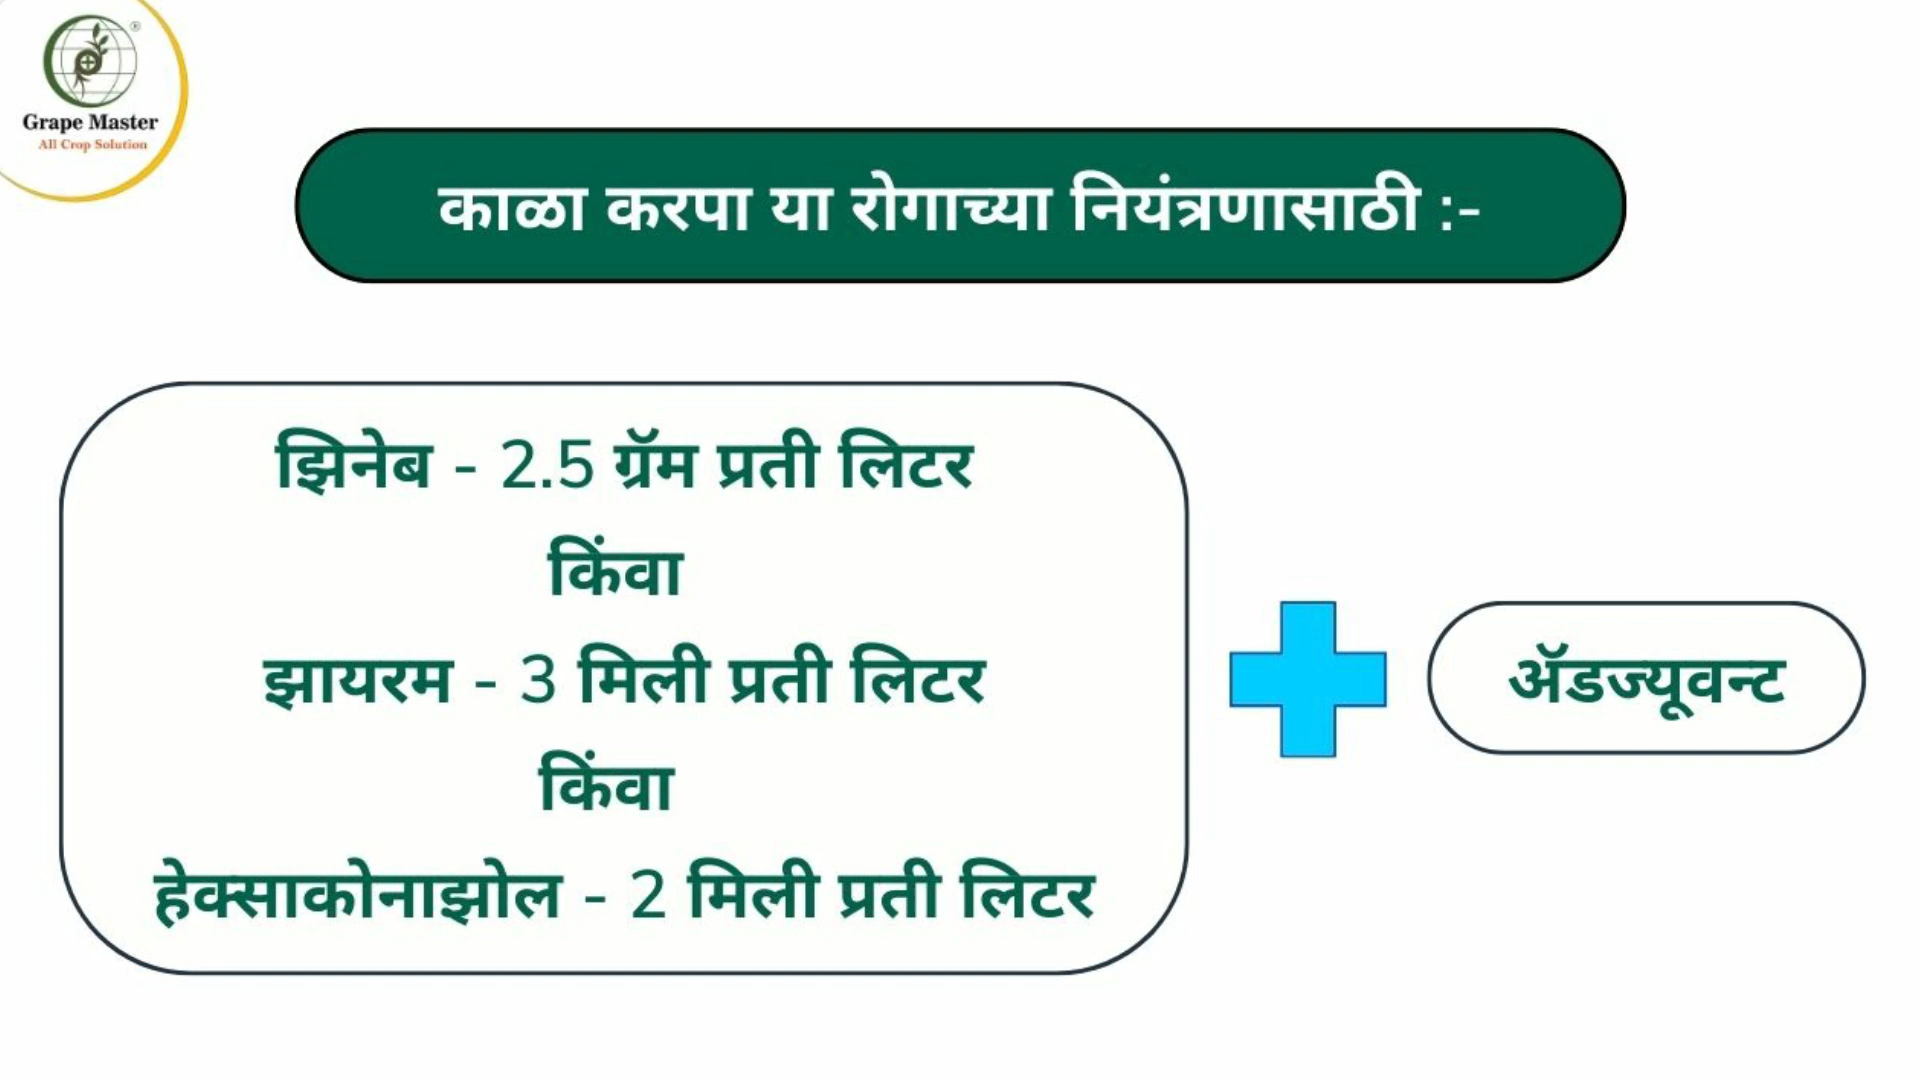 Grape Master
All Crop Solution
काळा करपा या रोगाच्या नियंत्रणासाठी :-
झिनेब - 2.5 ग्रॅम प्रती लिटर
किंवा
झायरम - 3 मिली प्रती लिटर
किंवा
हेक्साकोनाझोल - 2 मिली प्रती लिटर
ॲडज्यूवन्ट